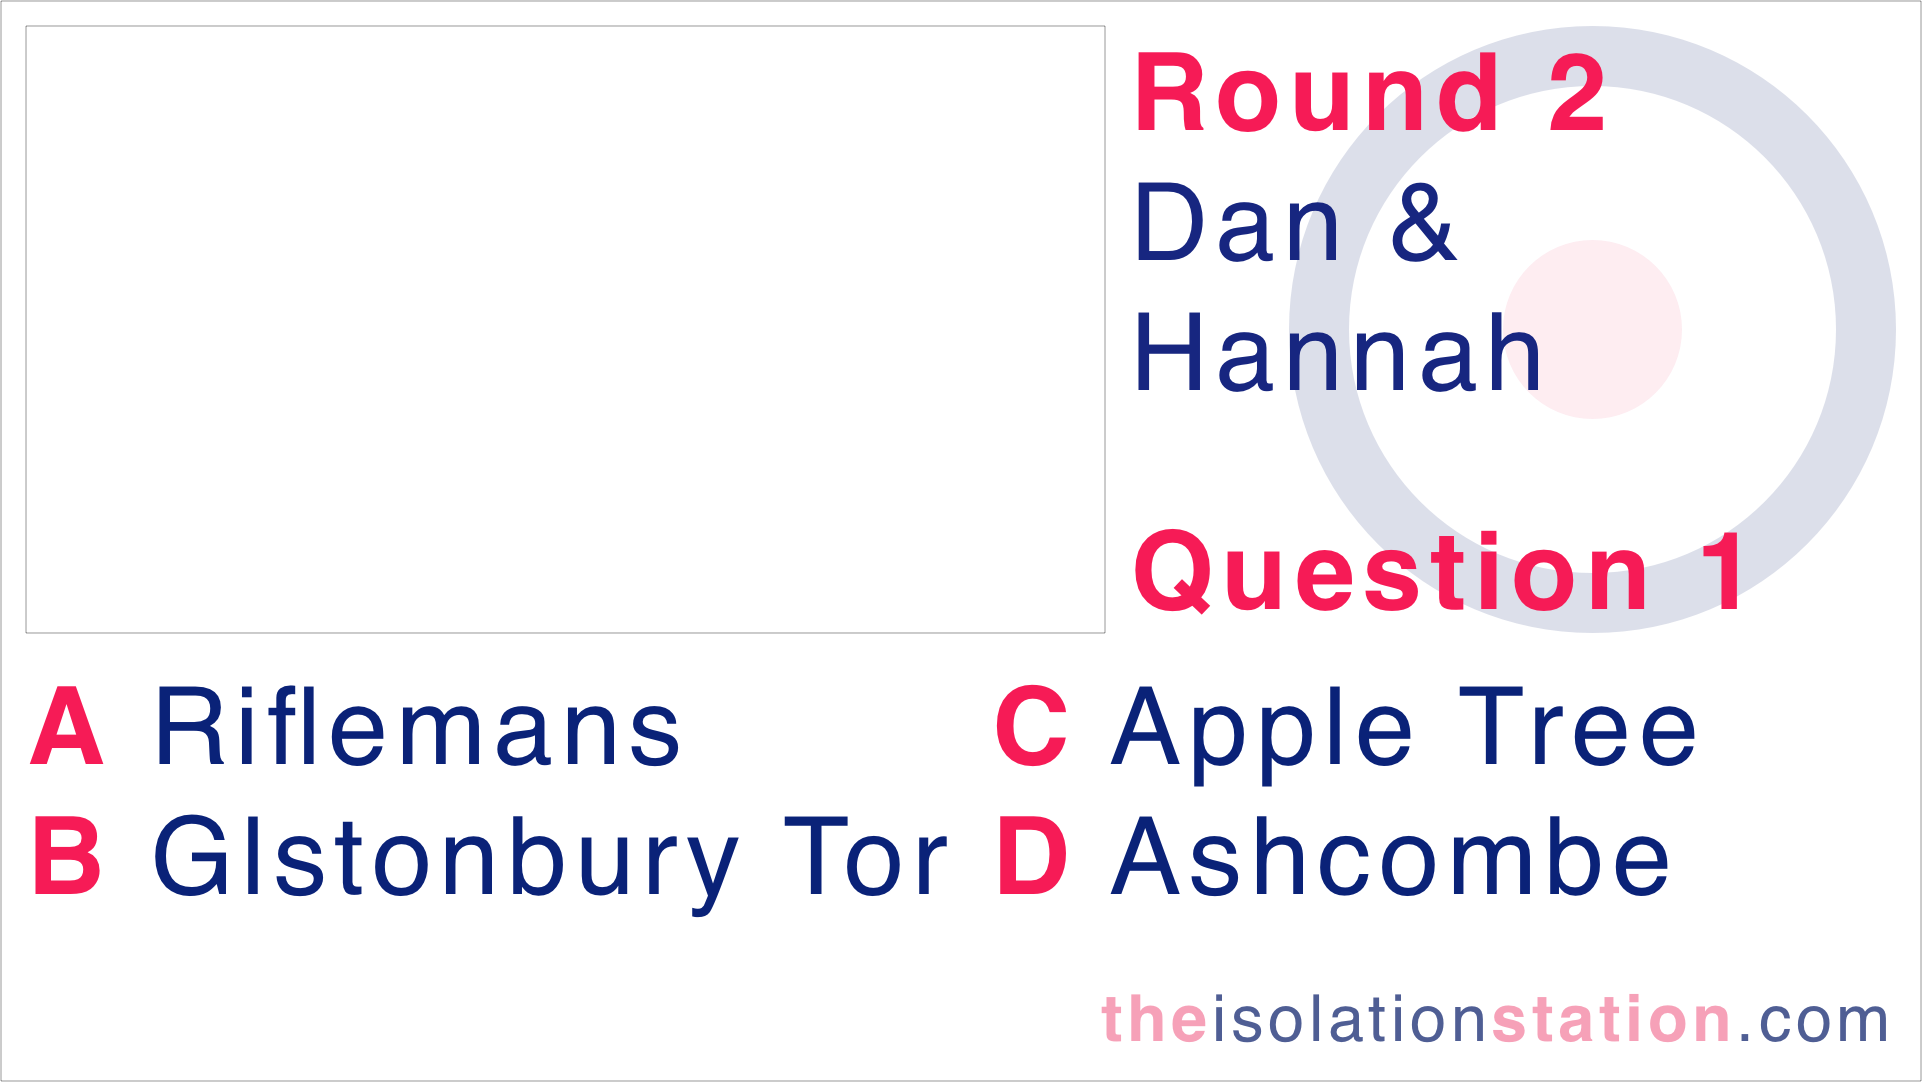 Round 2
Dan &
Hannah
Question 1
A Riflemans
B Glstonbury Tor
C Apple Tree
D Ashcombe
theisolationstation.com